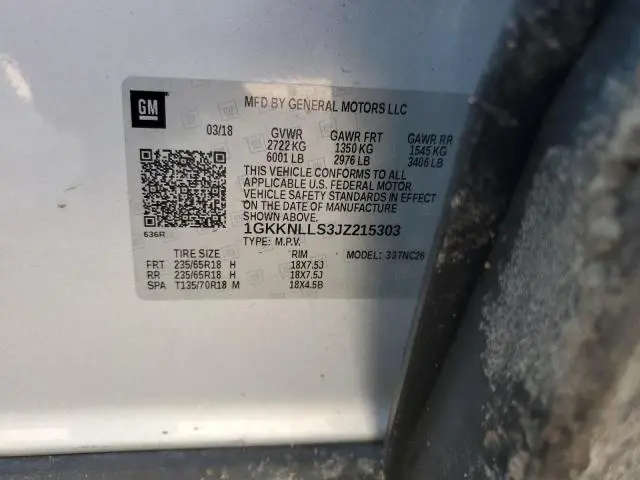 GM
MFD BY GENERAL MOTORS LLC
03/18 GVWR GAWR FRT GAWR RR
2722 KG 1350 KG 1545 KG
6001 LB 2976 LB 3406 LB
THIS VEHICLE CONFORMS TO ALL
APPLICABLE U.S. FEDERAL MOTOR
VEHICLE SAFETY STANDARDS IN EFFECT
ON THE DATE OF MANUFACTURE
SHOWN ABOVE.
636R 1GKKNLLS3JZ215303
TYPE: M.P.V. MODEL: 33TNC26
TIRE SIZE RIM
FRT 235/65R18 H 18X7.5J
RR 235/65R18 H 18X7.5J
SPA T135/70R18 M 18X4.5B